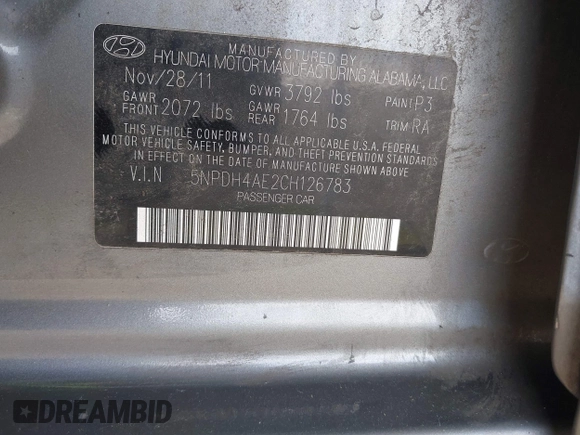 MANUFACTURED BY
HYUNDAI MOTOR MANUFACTURING ALABAMA, LLC
Nov/28/11 GVWR 3792 lbs PAINT P3
GAWR FRONT 2072 lbs GAWR REAR 1764 lbs TRIM RA
THIS VEHICLE CONFORMS TO ALL APPLICABLE U.S.A. FEDERAL
MOTOR VEHICLE SAFETY, BUMPER, AND THEFT PREVENTION STANDARDS
IN EFFECT ON THE DATE OF MANUFACTURE SHOWN ABOVE
V.I.N 5NPDH4AE2CH126783
PASSENGER CAR
DREAMBID